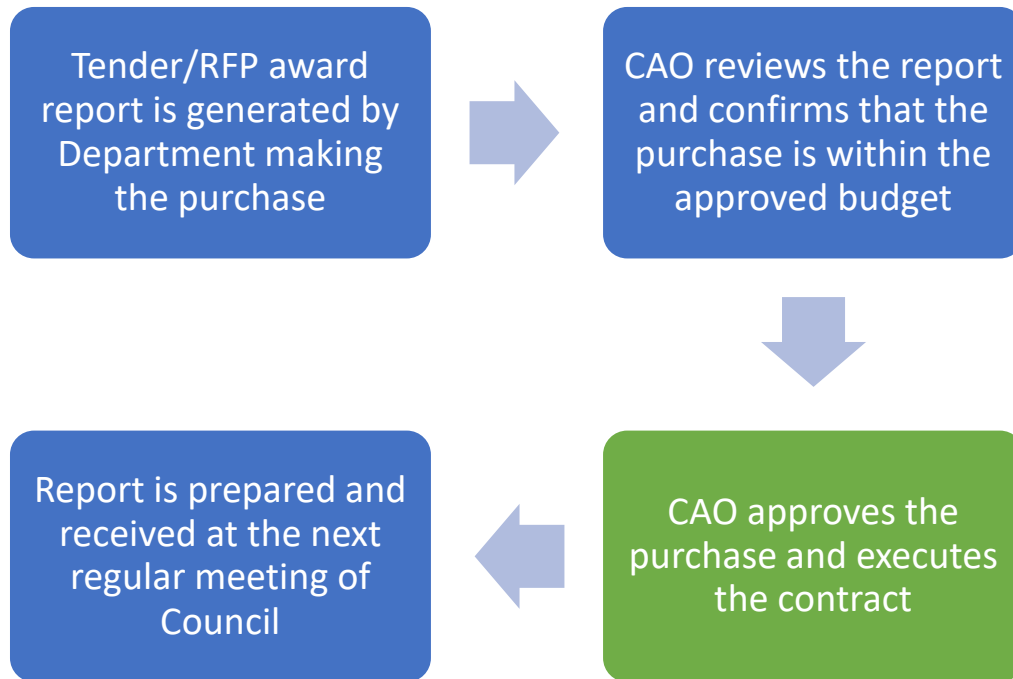 Tender/RFP award
report is generated by
Department making
the purchase
CAO reviews the report
and confirms that the
purchase is within the
approved budget
CAO approves the
purchase and executes
the contract
Report is prepared and
received at the next
regular meeting of
Council